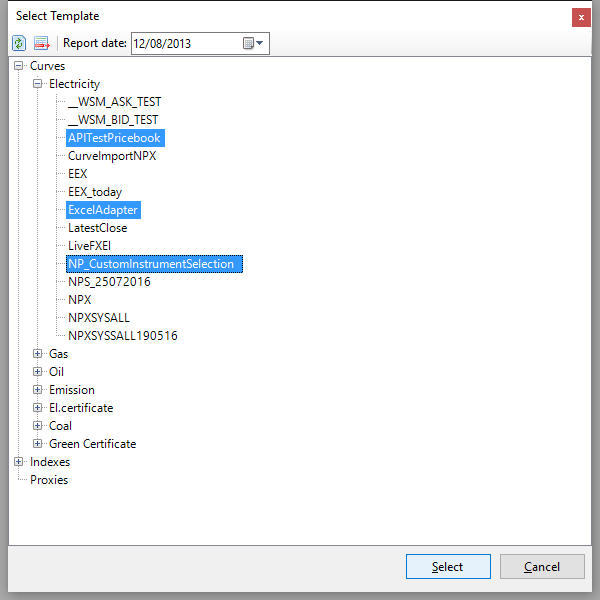 Select Template
x
Report date: 12/08/2013
Curves
Electricity
__WSM_ASK_TEST
__WSM_BID_TEST
APITestPricebook
CurveImportNPX
EEX
EEX_today
ExcelAdapter
LatestClose
LiveFXEI
NP_CustomInstrumentSelection
NPS_25072016
NPX
NPXSYSALL
NPXSYSSALL190516
Gas
Oil
Emission
El.certificate
Coal
Green Certificate
Indexes
Proxies
Select
Cancel